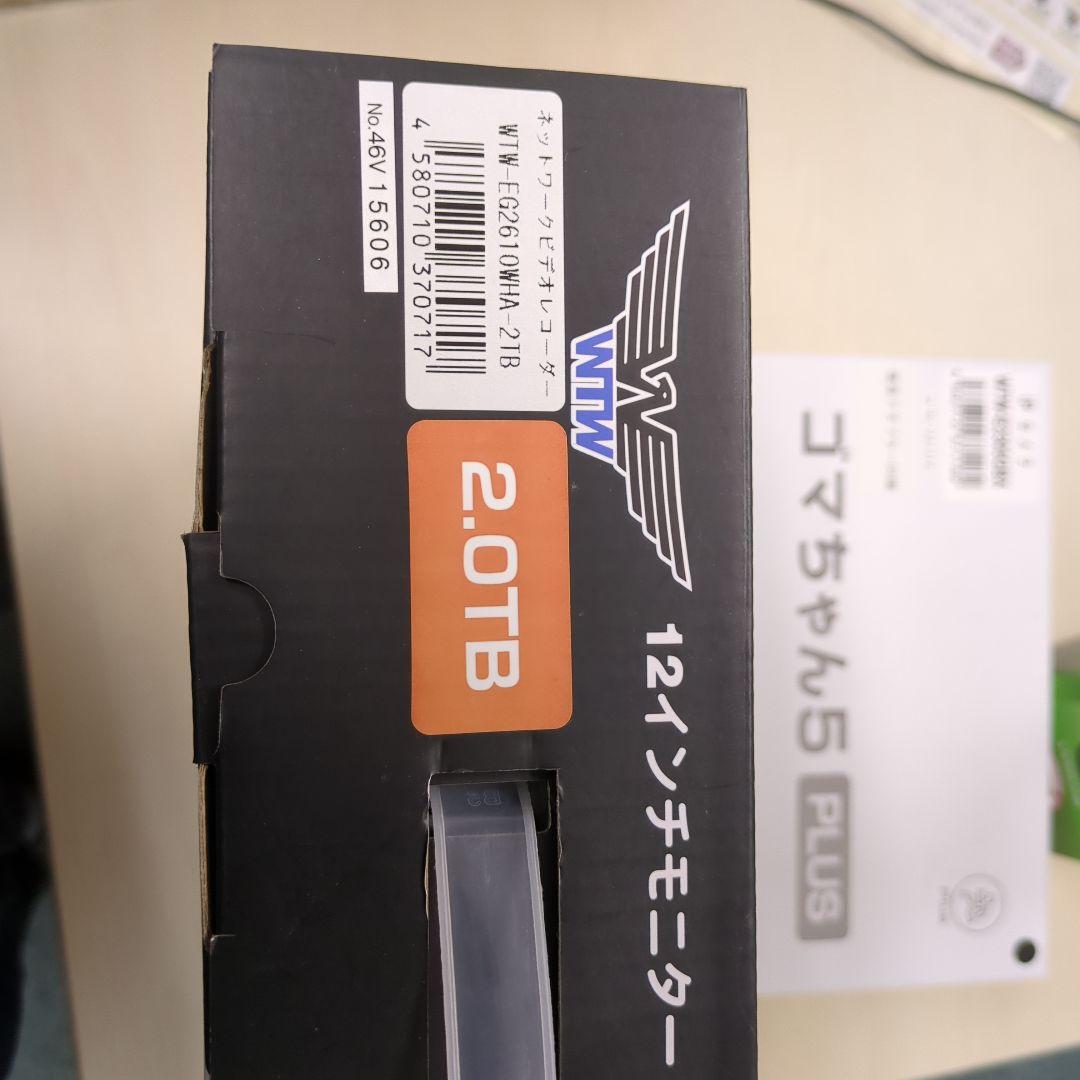 No.46V15606
ネットワークビデオレコーダー
WTW-EG2610WHA-2TB
4 580710 370717
2.0TB
WTW
12インチモニター
ゴマちゃん5 PLUS